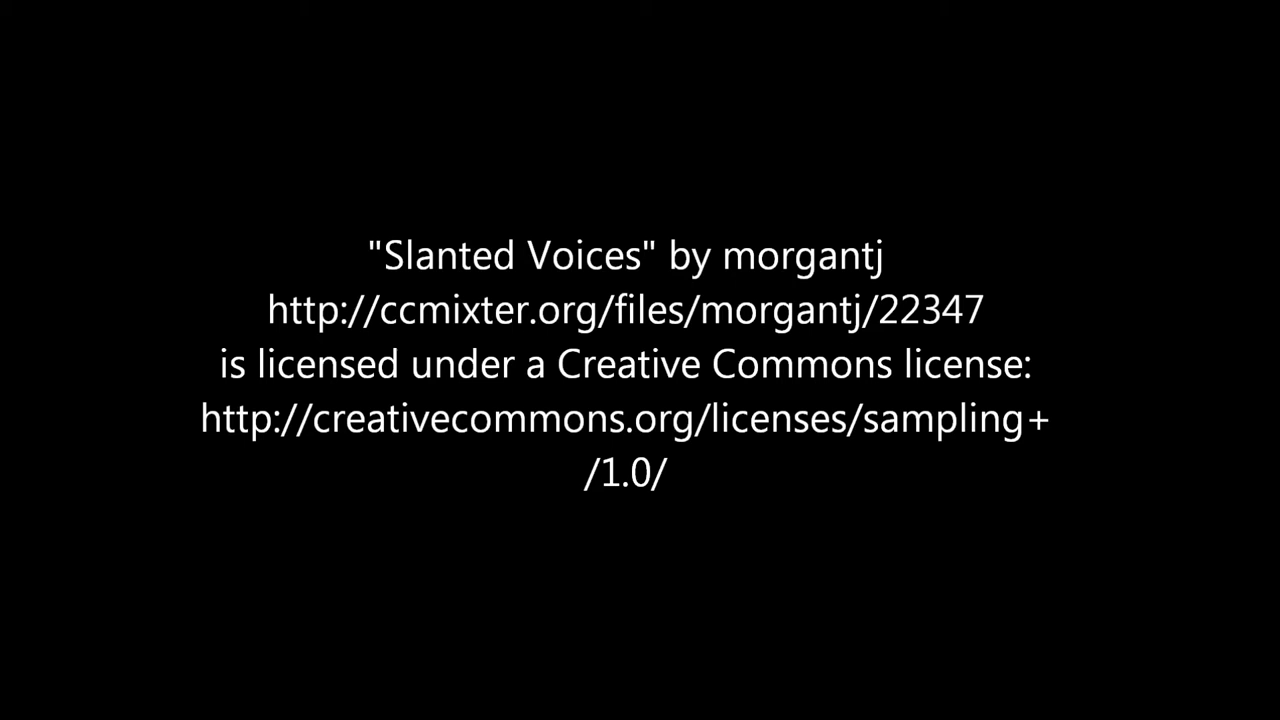 "Slanted Voices" by morgantj
http://ccmixter.org/files/morgantj/22347
is licensed under a Creative Commons license:
http://creativecommons.org/licenses/sampling+
/1.0/